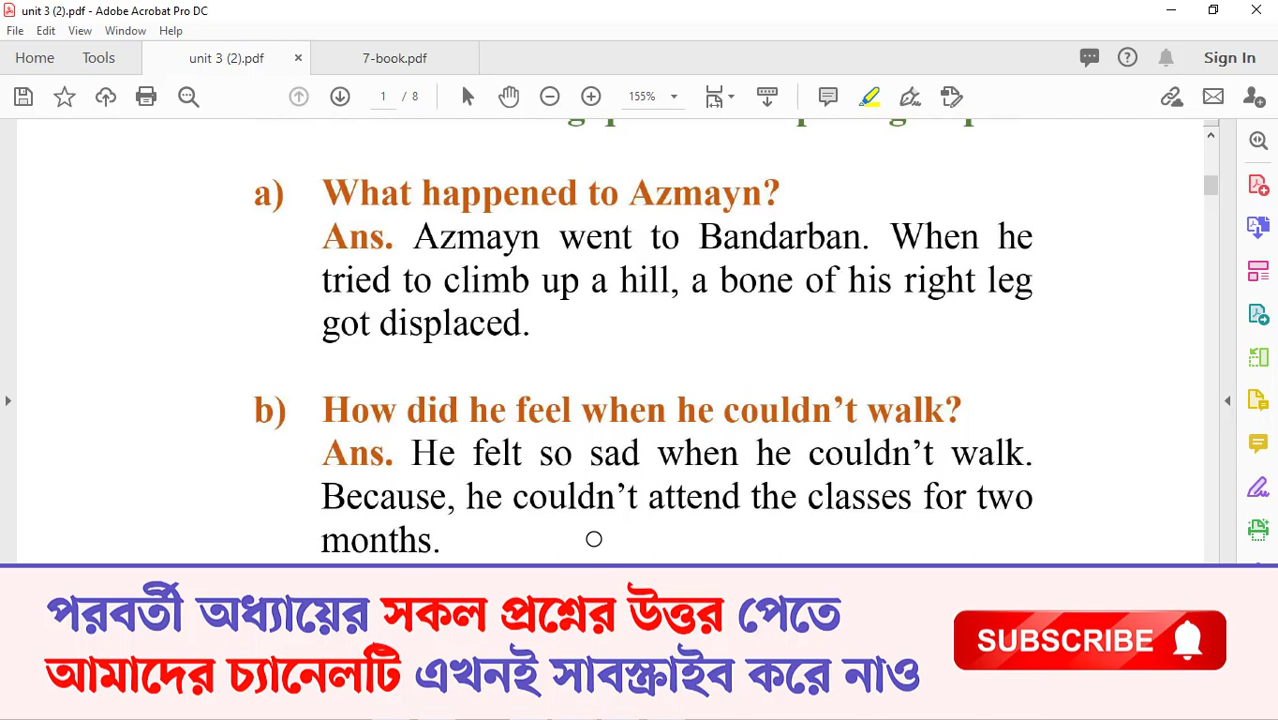 unit 3 (2).pdf - Adobe Acrobat Pro DC
File Edit View Window Help
Home Tools unit 3 (2).pdf × 7-book.pdf Sign In
1 / 8 155%
a) What happened to Azmayn?
Ans. Azmayn went to Bandarban. When he
tried to climb up a hill, a bone of his right leg
got displaced.
b) How did he feel when he couldn’t walk?
Ans. He felt so sad when he couldn’t walk.
Because, he couldn’t attend the classes for two
months.
পরবর্তী অধ্যায়ের সকল প্রশ্নের উত্তর পেতে
আমাদের চ্যানেলটি এখনই সাবস্ক্রাইব করে নাও
SUBSCRIBE